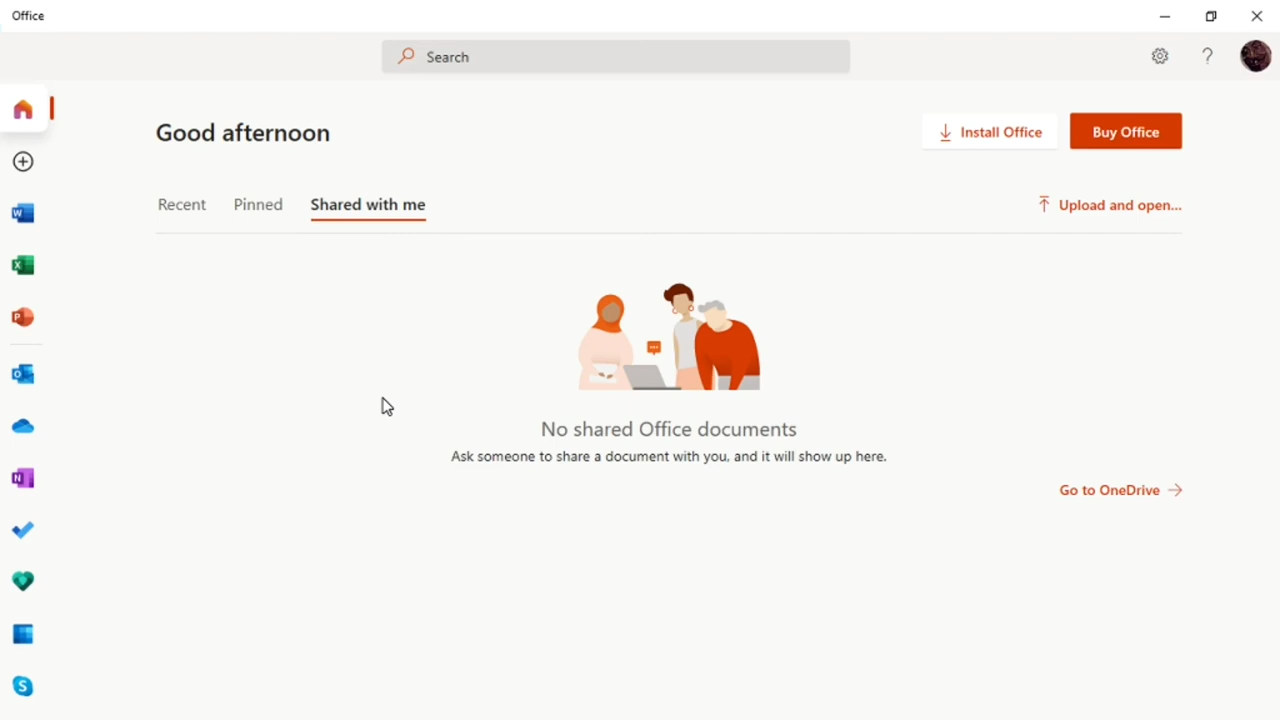 Office
Search
Good afternoon
Install Office
Buy Office
Recent
Pinned
Shared with me
Upload and open...
No shared Office documents
Ask someone to share a document with you, and it will show up here.
Go to OneDrive